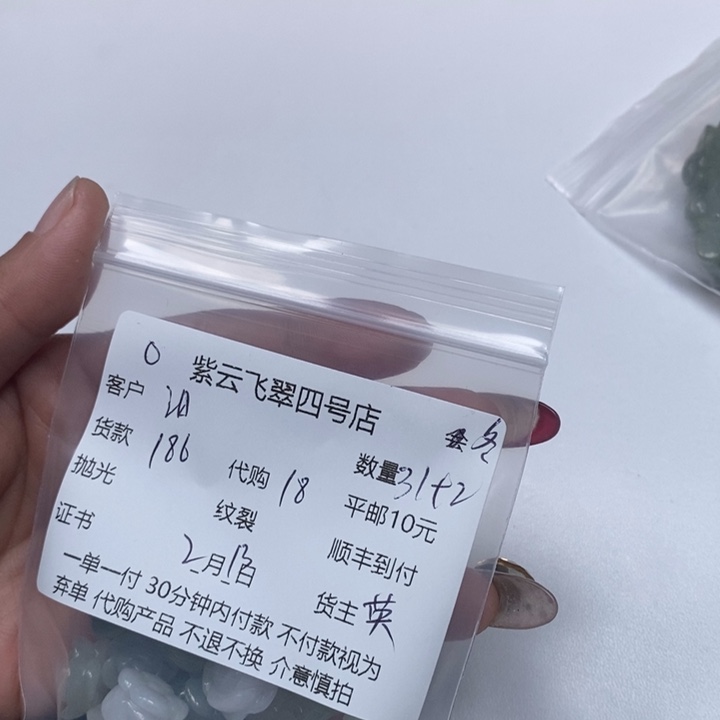 紫云飞翠四号店
客户
货款 186 代购 18 数量 31+2
抛光 纹裂 平邮10元
证书 2月13日 顺丰到付
货主 英
一单一付 30分钟内付款 不付款视为
弃单 代购产品 不退不换 介意慎拍